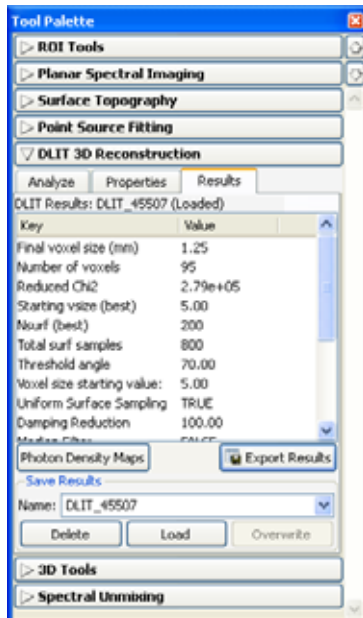 Tool Palette
ROI Tools
Planar Spectral Imaging
Surface Topography
Point Source Fitting
DLIT 3D Reconstruction
Analyze Properties Results
DLIT Results: DLIT_45507 (Loaded)
Key Value
Final voxel size (mm) 1.25
Number of voxels 95
Reduced Chi2 2.79e+05
Starting vsize (best) 5.00
Nsurf (best) 200
Total surf samples 800
Threshold angle 70.00
Voxel size starting value: 5.00
Uniform Surface Sampling TRUE
Damping Reduction 100.00
Median Filter FALSE
Photon Density Maps Export Results
Save Results
Name: DLIT_45507
Delete Load Overwrite
3D Tools
Spectral Unmixing